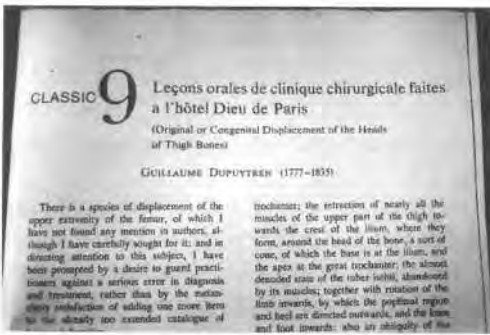 CLASSIC 9
Leçons orales de clinique chirurgicale faites
a l'hôtel Dieu de Paris
(Original or Congenital Displacement of the Heads
of Thigh Bones)
GUILLAUME DUPUYTREN (1777–1835)
There is a species of displacement of the
upper extremity of the femur, of which I
have not found any mention in authors, al-
though I have carefully sought for it; and in
directing attention to this subject, I have
been prompted by a desire to guard practi-
tioners against a serious error in diagnosis
and treatment, rather than by the melan-
choly satisfaction of adding one more item
to the already too extended catalogue of
trochanter; the retraction of nearly all the
muscles of the upper part of the thigh to-
wards the crest of the ilium, where they
form, around the head of the bone, a sort of
cone, of which the base is at the ilium, and
the apex at the great trochanter; the almost
denuded state of the tuber ischii, abandoned
by its muscles; together with rotation of the
limb inwards, by which the popliteal region
and heel are directed outwards, and the knee
and foot inwards; also an obliquity of the